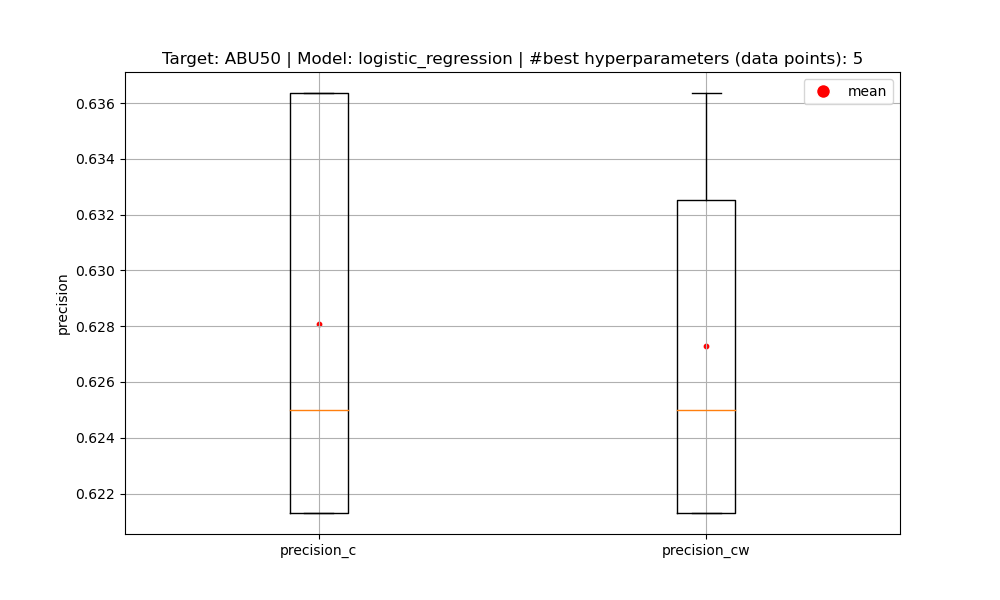 Target: ABU50 | Model: logistic_regression | #best hyperparameters (data points): 5
mean
0.636
0.634
0.632
0.630
0.628
0.626
0.624
0.622
precision
precision_c
precision_cw